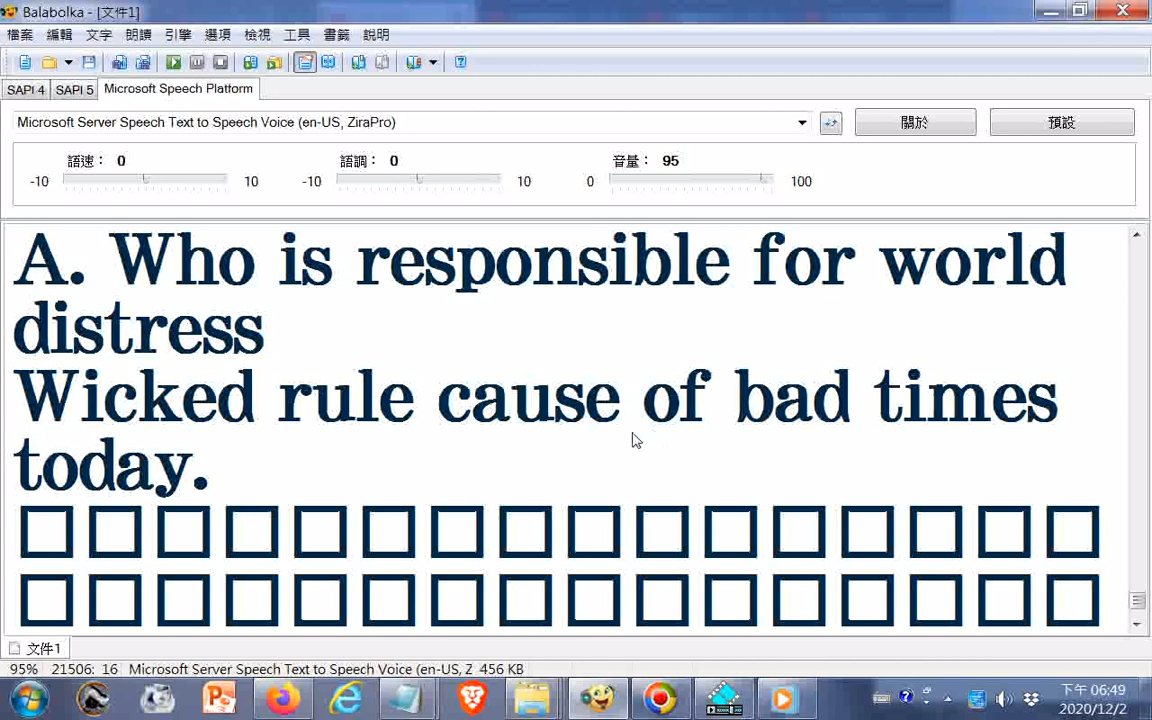 Balabolka - [文件1]
檔案 編輯 文字 朗讀 引擎 選項 檢視 工具 書籤 說明
SAPI 4 SAPI 5 Microsoft Speech Platform
Microsoft Server Speech Text to Speech Voice (en-US, ZiraPro) 關於 預設
語速： 0 語調： 0 音量： 95
-10 10 -10 10 0 100
A. Who is responsible for world
distress
Wicked rule cause of bad times
today.
□□□□□□□□□□□□□□□□
□□□□□□□□□□□□□□□□
文件1
95% 21506: 16 Microsoft Server Speech Text to Speech Voice (en-US, Z 456 KB
下午 06:49
2020/12/2